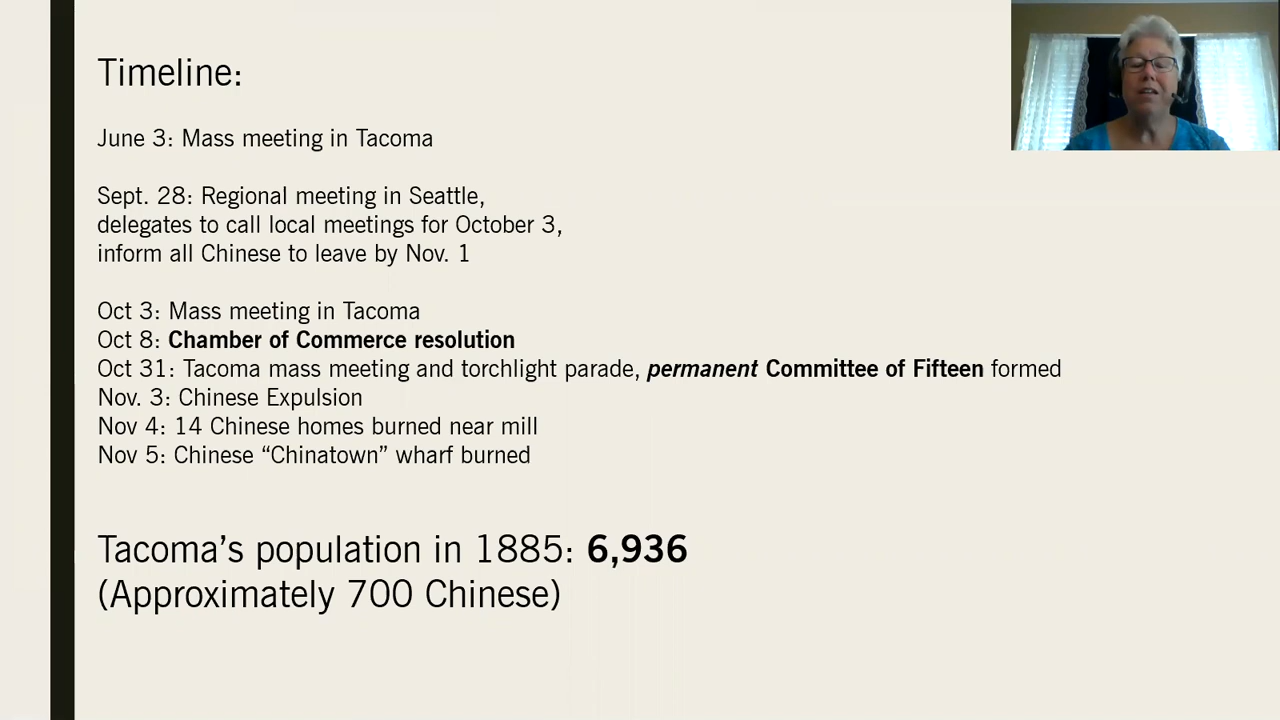 Timeline:
June 3: Mass meeting in Tacoma
Sept. 28: Regional meeting in Seattle,
delegates to call local meetings for October 3,
inform all Chinese to leave by Nov. 1
Oct 3: Mass meeting in Tacoma
Oct 8: Chamber of Commerce resolution
Oct 31: Tacoma mass meeting and torchlight parade, permanent Committee of Fifteen formed
Nov. 3: Chinese Expulsion
Nov 4: 14 Chinese homes burned near mill
Nov 5: Chinese “Chinatown” wharf burned
Tacoma’s population in 1885: 6,936
(Approximately 700 Chinese)